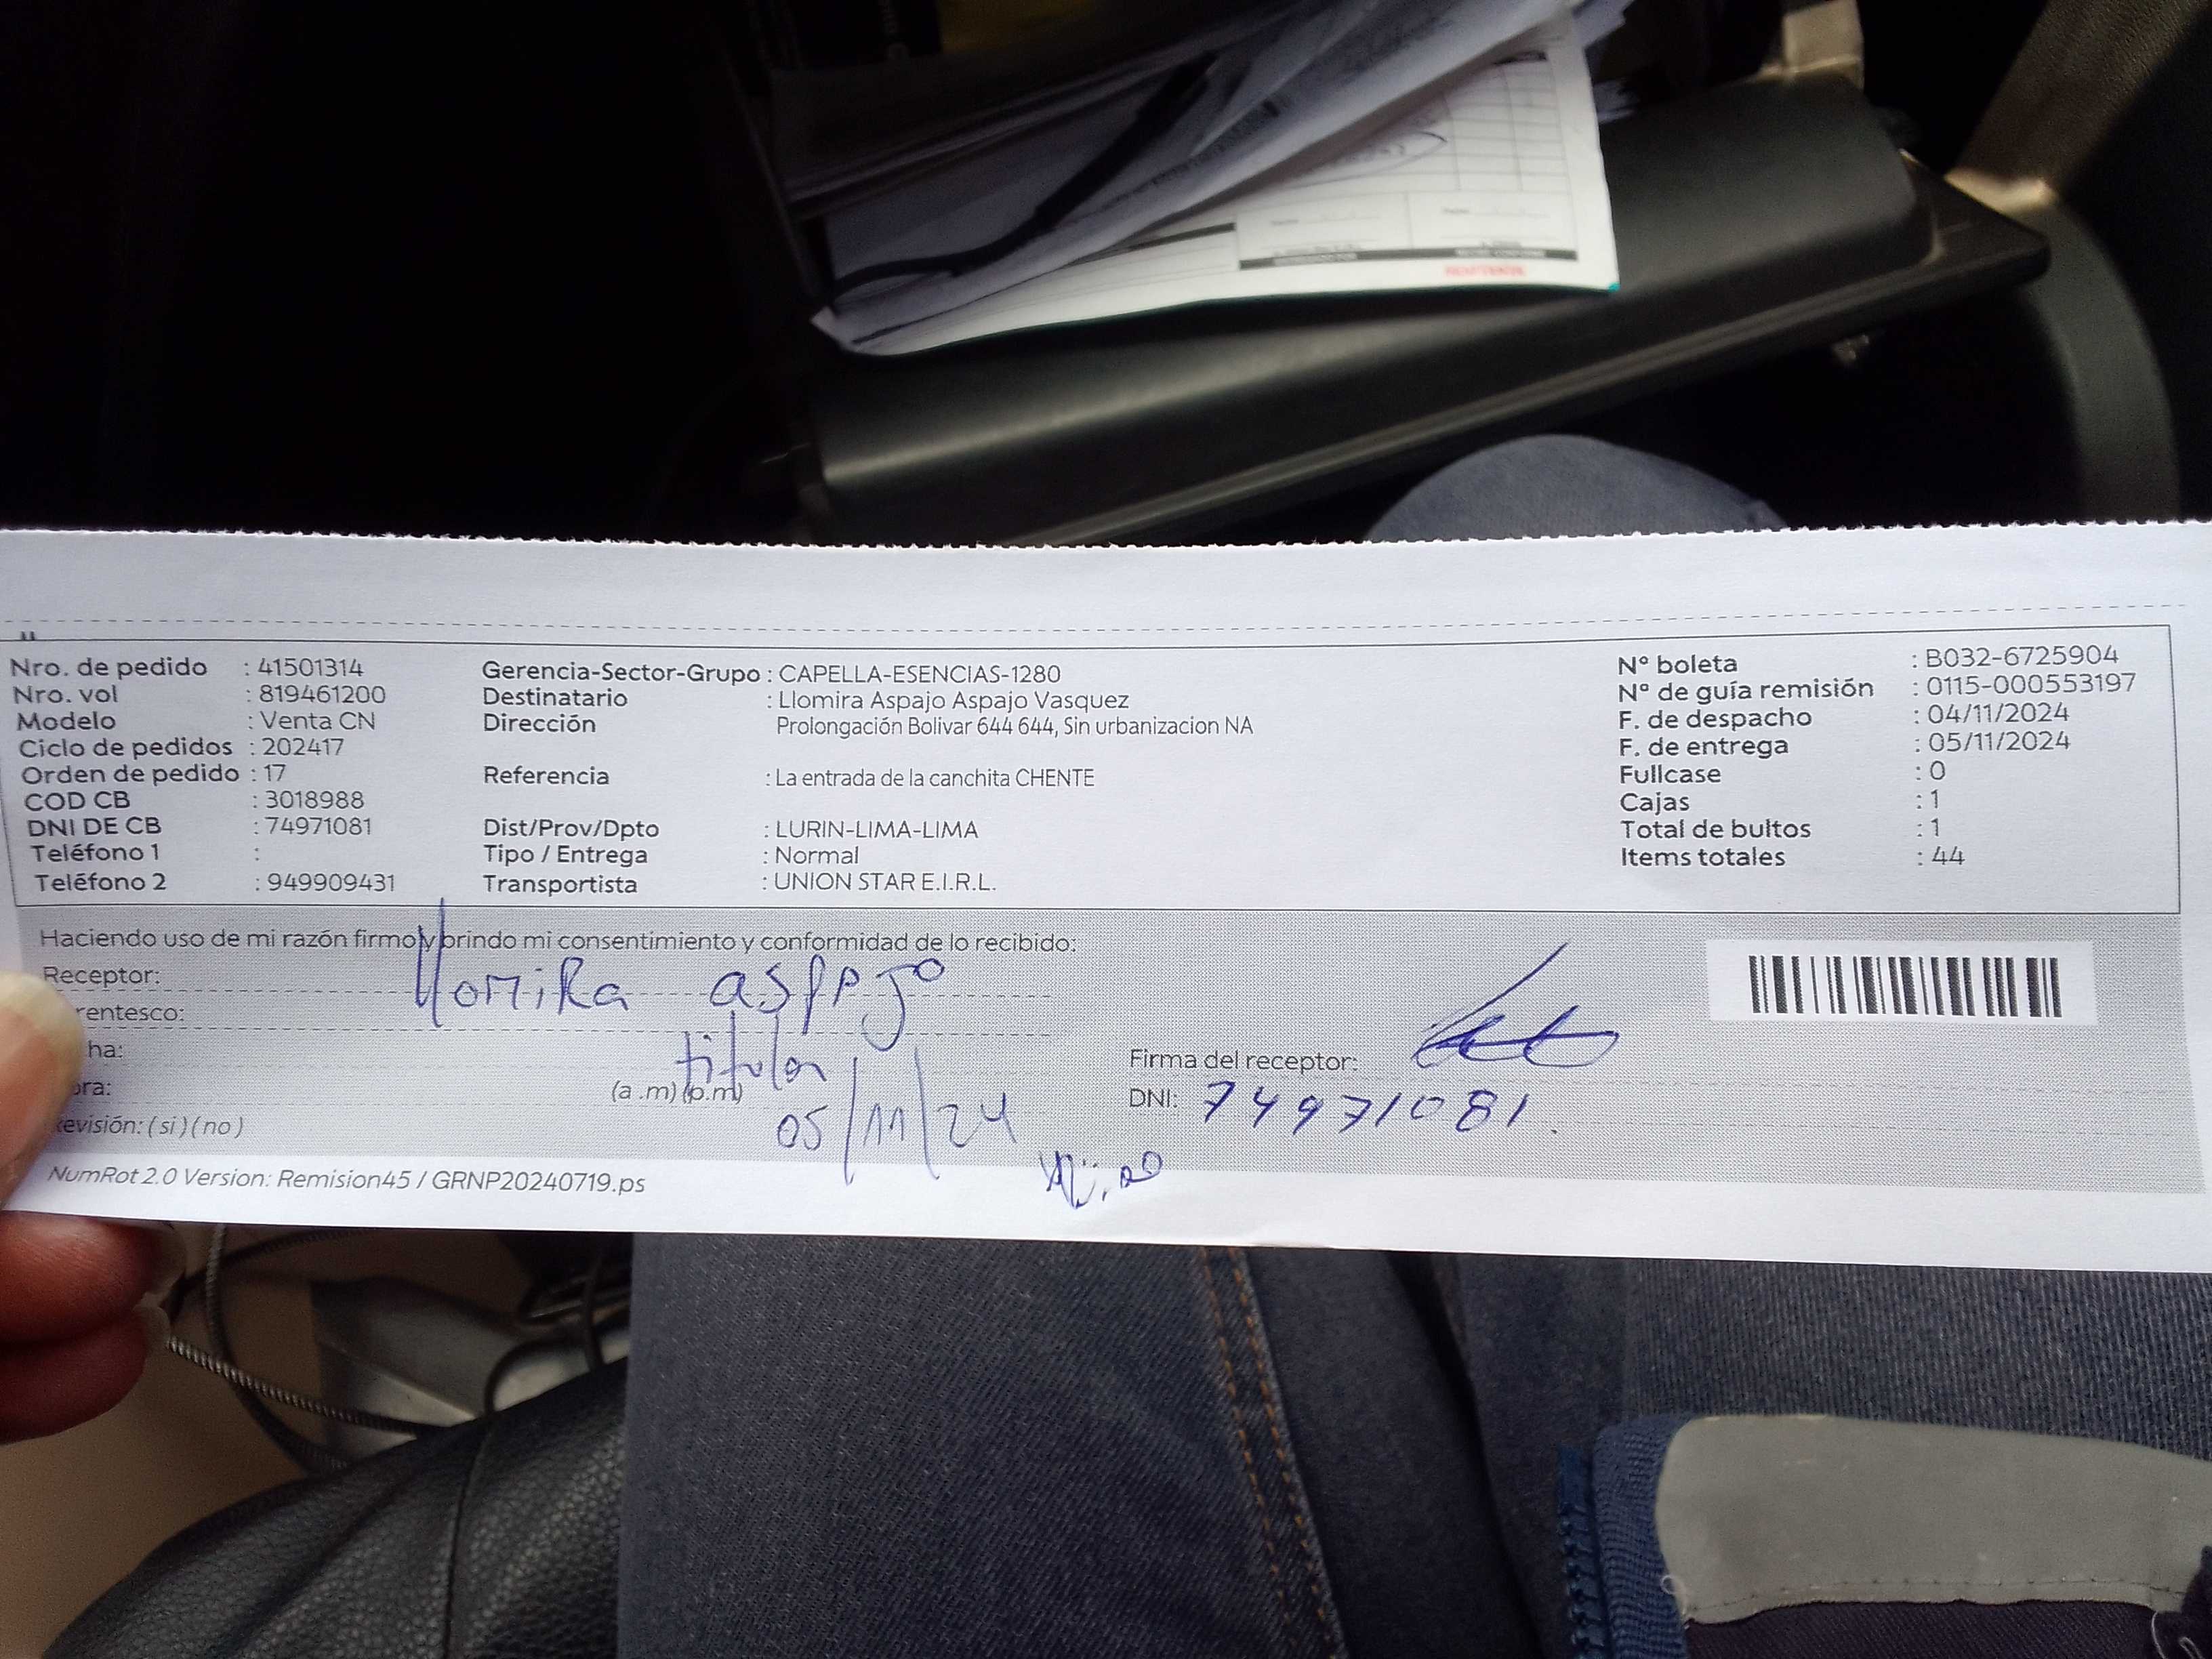 Nro. de pedido : 41501314
Nro. vol : 819461200
Modelo : Venta CN
Ciclo de pedidos : 202417
Orden de pedido : 17
COD CB : 3018988
DNI DE CB : 74971081
Teléfono 1 :
Teléfono 2 : 949909431
Gerencia-Sector-Grupo : CAPELLA-ESENCIAS-1280
Destinatario : Llomira Aspajo Aspajo Vasquez
Dirección Prolongación Bolivar 644 644, Sin urbanizacion NA
Referencia : La entrada de la canchita CHENTE
Dist/Prov/Dpto : LURIN-LIMA-LIMA
Tipo / Entrega : Normal
Transportista : UNION STAR E.I.R.L.
N° boleta : B032-6725904
N° de guía remisión : 0115-000553197
F. de despacho : 04/11/2024
F. de entrega : 05/11/2024
Fullcase : 0
Cajas : 1
Total de bultos : 1
Items totales : 44
Haciendo uso de mi razón firmo y brindo mi consentimiento y conformidad de lo recibido:
Receptor: llomiRa aspajo
rentesco: titular
ha: 05/11/24
ora: (a .m) (p.m)
evisión: ( si ) ( no )
Firma del receptor:
DNI: 74971081
NumRot 2.0 Version: Remision45 / GRNP20240719.ps